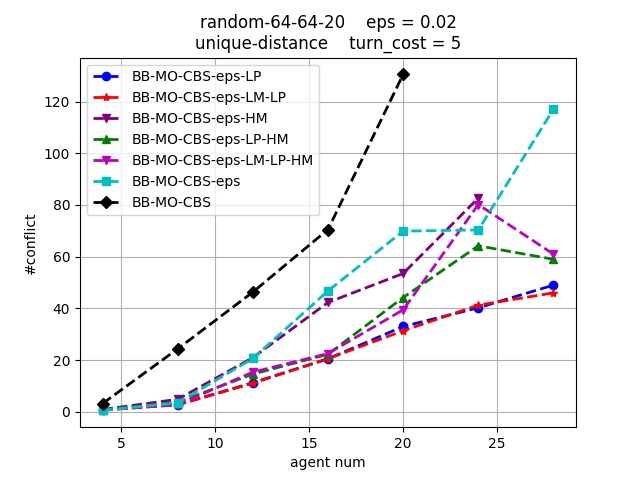 random-64-64-20    eps = 0.02
unique-distance    turn_cost = 5
BB-MO-CBS-eps-LP
BB-MO-CBS-eps-LM-LP
BB-MO-CBS-eps-HM
BB-MO-CBS-eps-LP-HM
BB-MO-CBS-eps-LM-LP-HM
BB-MO-CBS-eps
BB-MO-CBS
#conflict
120
100
80
60
40
20
0
5 10 15 20 25
agent num